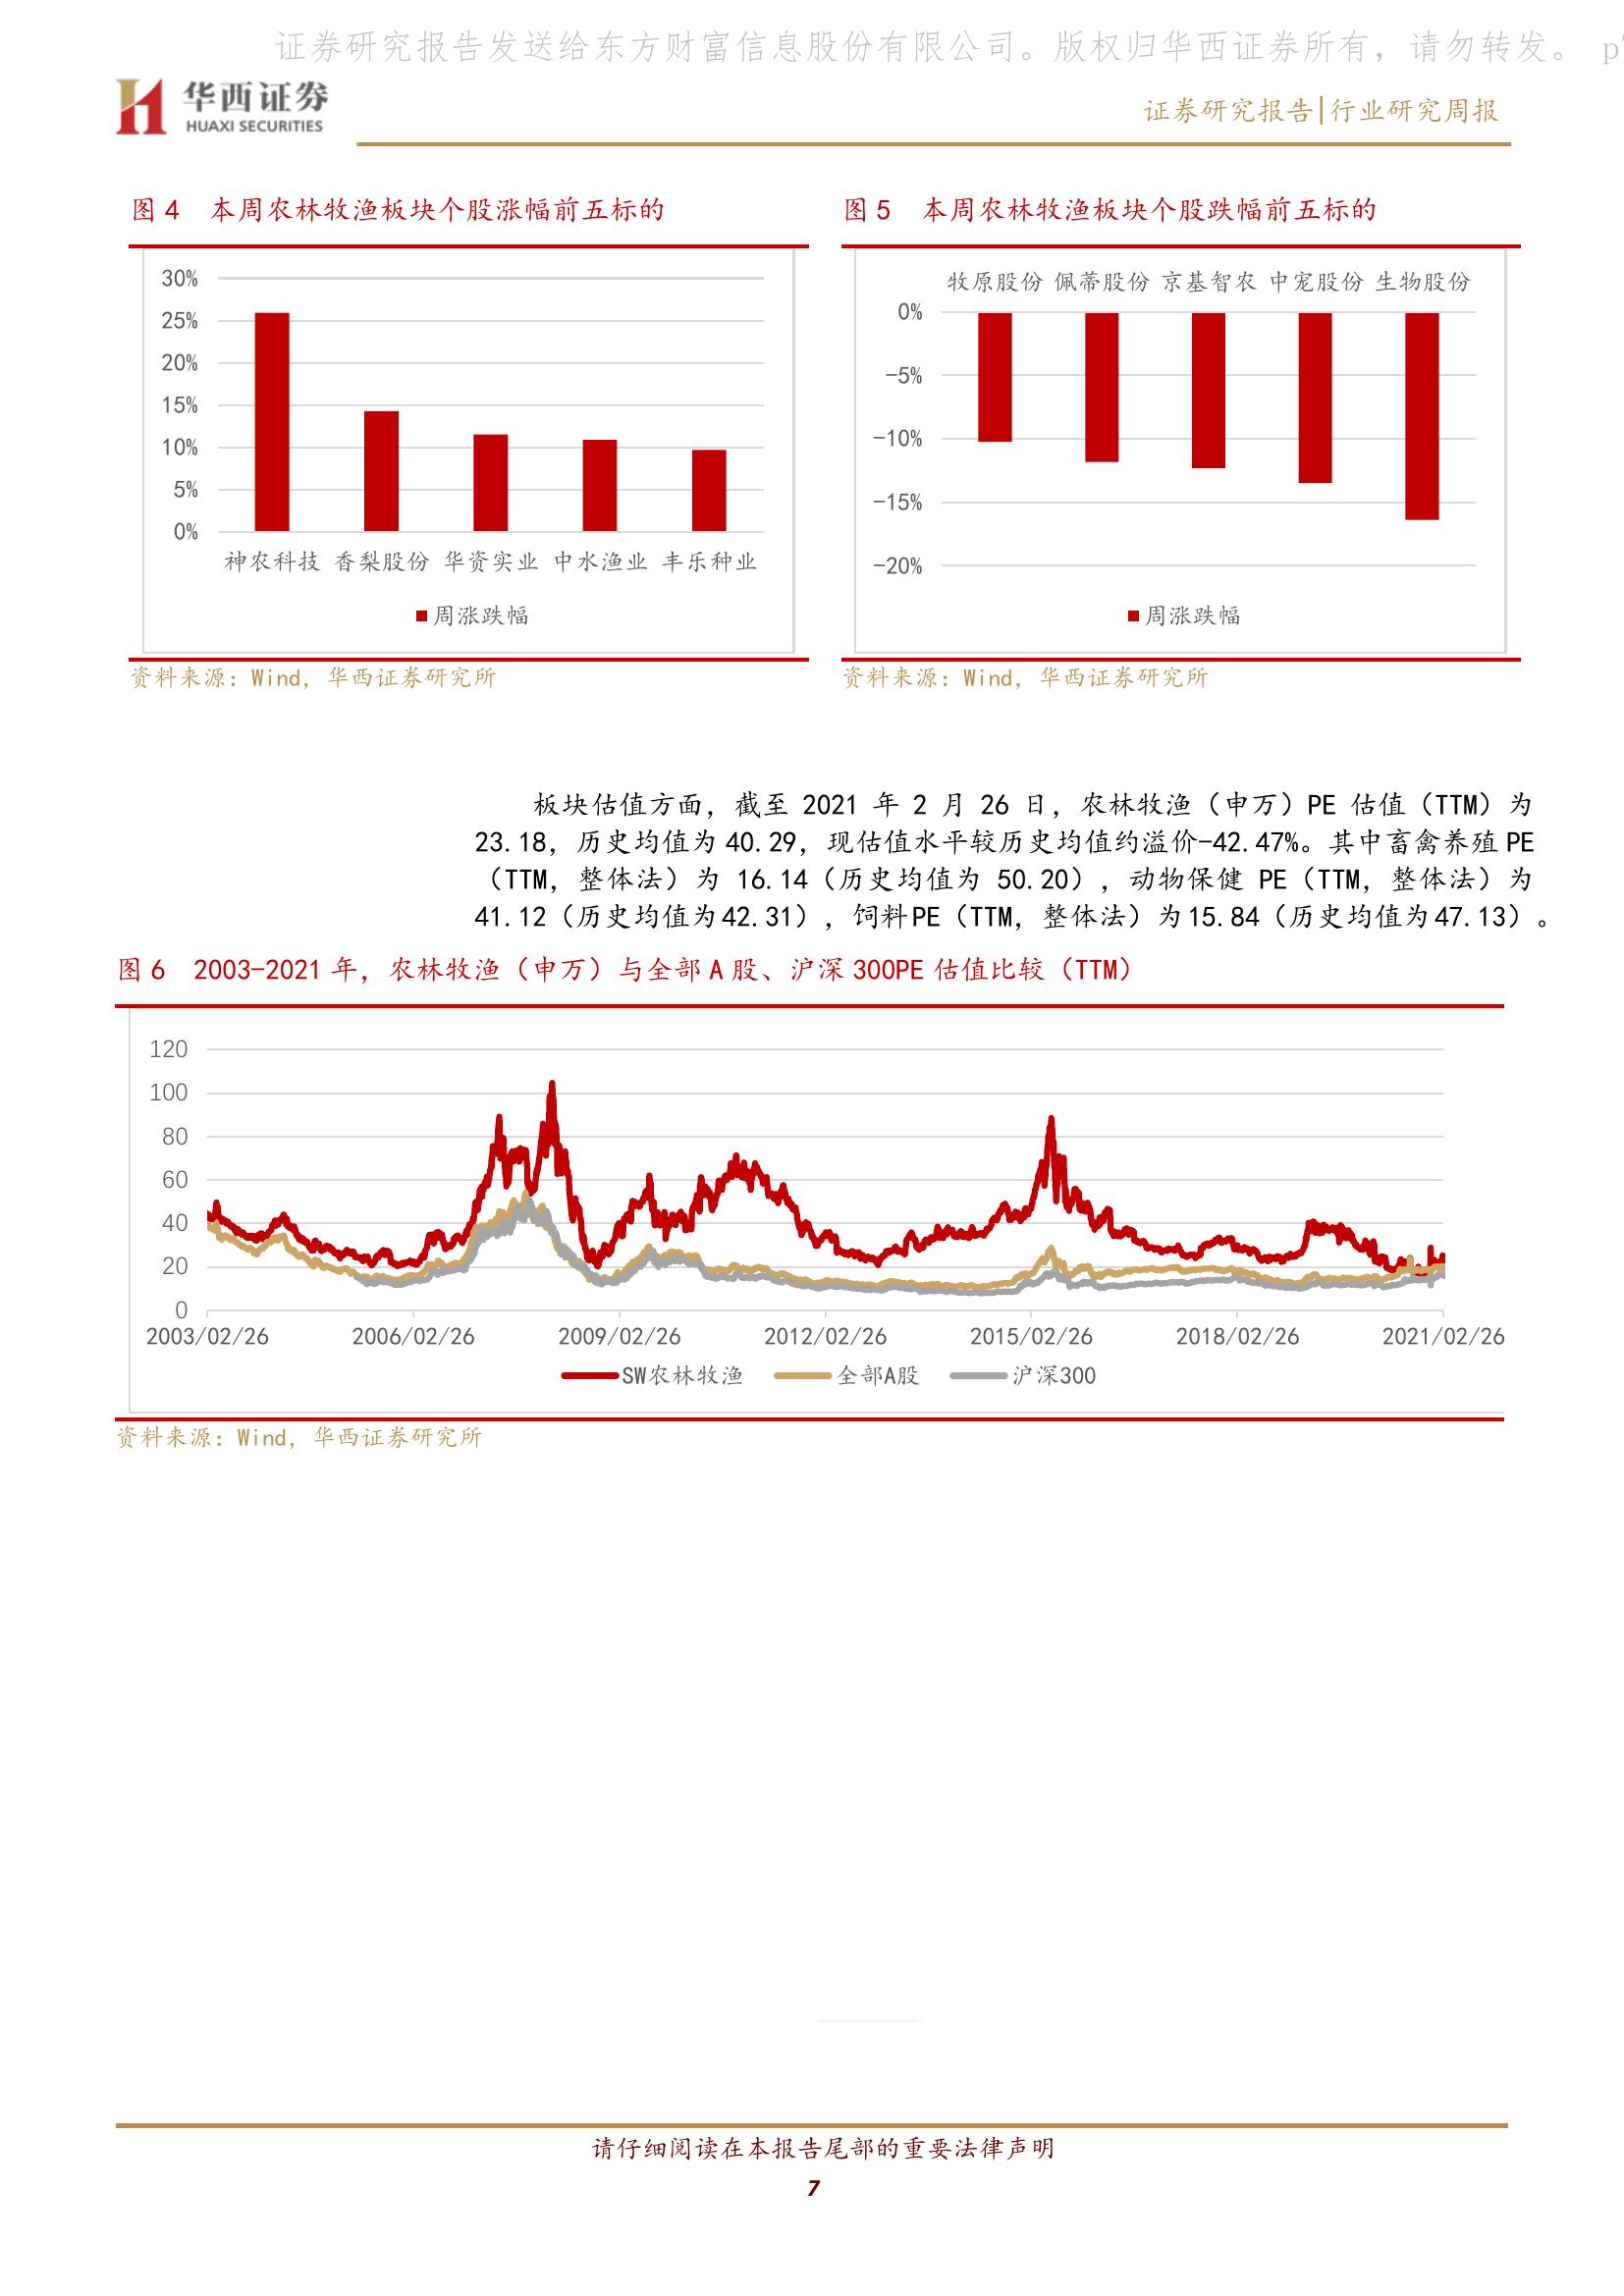 证券研究报告发送给东方财富信息股份有限公司。版权归华西证券所有，请勿转发。 p
华西证券
HUAXI SECURITIES
证券研究报告|行业研究周报
图 4 本周农林牧渔板块个股涨幅前五标的
30%
25%
20%
15%
10%
5%
0%
神农科技 香梨股份 华资实业 中水渔业 丰乐种业
周涨跌幅
资料来源：Wind，华西证券研究所
图 5 本周农林牧渔板块个股跌幅前五标的
牧原股份 佩蒂股份 京基智农 中宠股份 生物股份
0%
-5%
-10%
-15%
-20%
周涨跌幅
资料来源：Wind，华西证券研究所
板块估值方面，截至 2021 年 2 月 26 日，农林牧渔（申万）PE 估值（TTM）为
23.18，历史均值为 40.29，现估值水平较历史均值约溢价-42.47%。其中畜禽养殖 PE
（TTM，整体法）为 16.14（历史均值为 50.20），动物保健 PE（TTM，整体法）为
41.12（历史均值为 42.31），饲料PE（TTM，整体法）为15.84（历史均值为47.13）。
图 6 2003-2021 年，农林牧渔（申万）与全部 A 股、沪深 300PE 估值比较（TTM）
120
100
80
60
40
20
0
2003/02/26 2006/02/26 2009/02/26 2012/02/26 2015/02/26 2018/02/26 2021/02/26
SW农林牧渔 全部A股 沪深300
资料来源：Wind，华西证券研究所
请仔细阅读在本报告尾部的重要法律声明
7